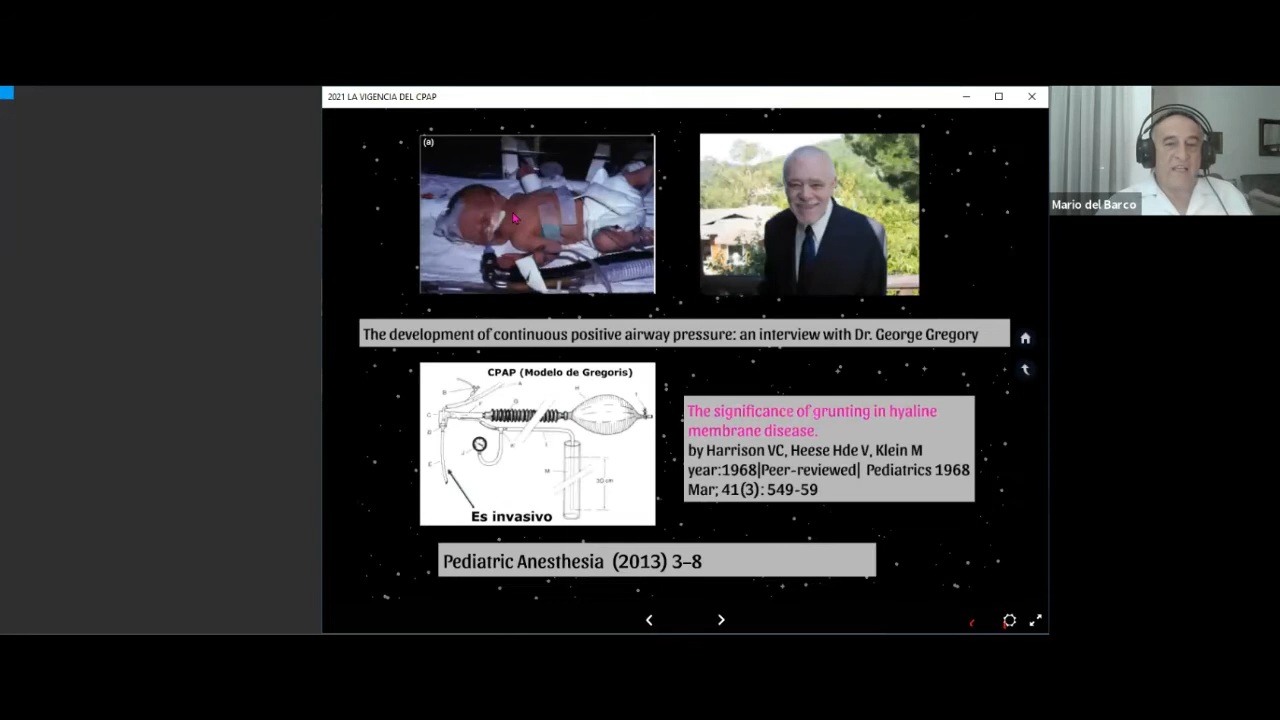 2021 LA VIGENCIA DEL CPAP
(a)
Mario del Barco
The development of continuous positive airway pressure: an interview with Dr. George Gregory
CPAP (Modelo de Gregoris)
A
B
H
I
C
G
F
D
J
K
L
E
M
30 cm
Es invasivo
The significance of grunting in hyaline
membrane disease.
by Harrison VC, Heese Hde V, Klein M
year:1968|Peer-reviewed| Pediatrics 1968
Mar; 41(3): 549-59
Pediatric Anesthesia (2013) 3–8